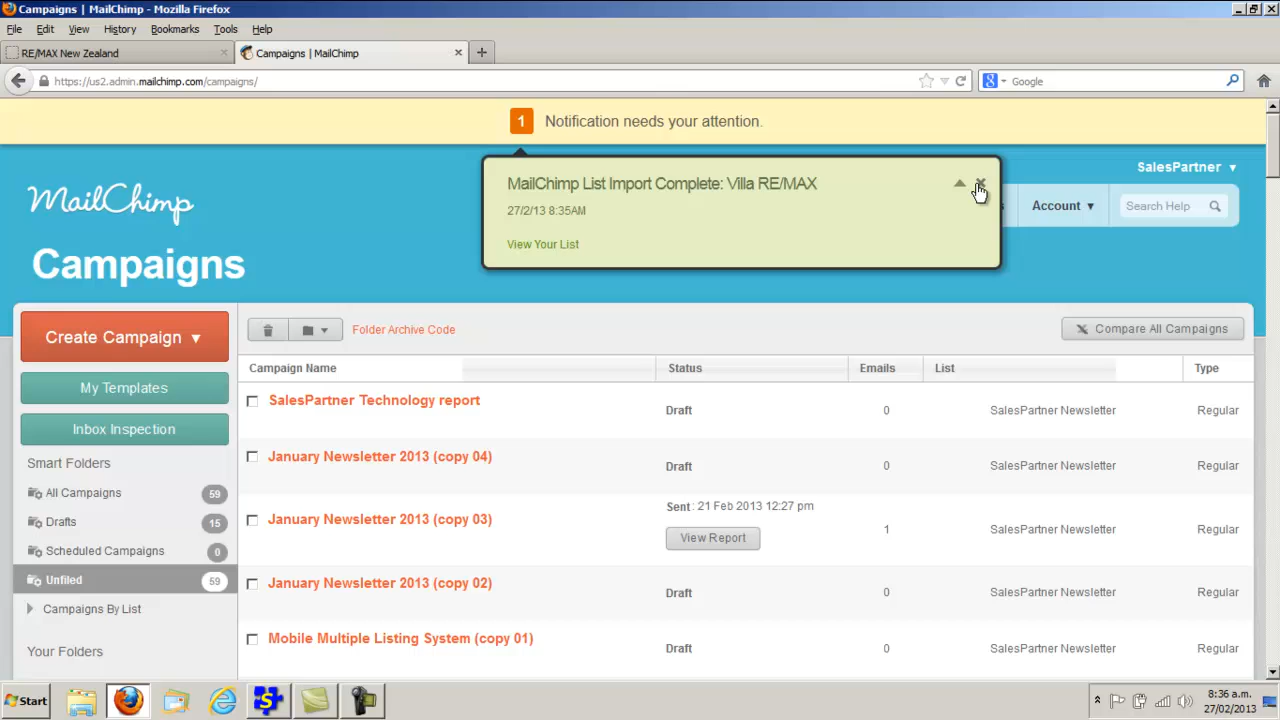 Campaigns | MailChimp - Mozilla Firefox
File Edit View History Bookmarks Tools Help
RE/MAX New Zealand
Campaigns | MailChimp
https://us2.admin.mailchimp.com/campaigns/
Google
1 Notification needs your attention.
MailChimp List Import Complete: Villa RE/MAX
27/2/13 8:35AM
View Your List
SalesPartner
Account
Search Help
MailChimp
Campaigns
Create Campaign
My Templates
Inbox Inspection
Smart Folders
All Campaigns 59
Drafts 15
Scheduled Campaigns 0
Unfiled 59
Campaigns By List
Your Folders
Folder Archive Code
Compare All Campaigns
Campaign Name Status Emails List Type
SalesPartner Technology report Draft 0 SalesPartner Newsletter Regular
January Newsletter 2013 (copy 04) Draft 0 SalesPartner Newsletter Regular
January Newsletter 2013 (copy 03) Sent : 21 Feb 2013 12:27 pm 1 SalesPartner Newsletter Regular
View Report
January Newsletter 2013 (copy 02) Draft 0 SalesPartner Newsletter Regular
Mobile Multiple Listing System (copy 01) Draft 0 SalesPartner Newsletter Regular
Start
8:36 a.m.
27/02/2013